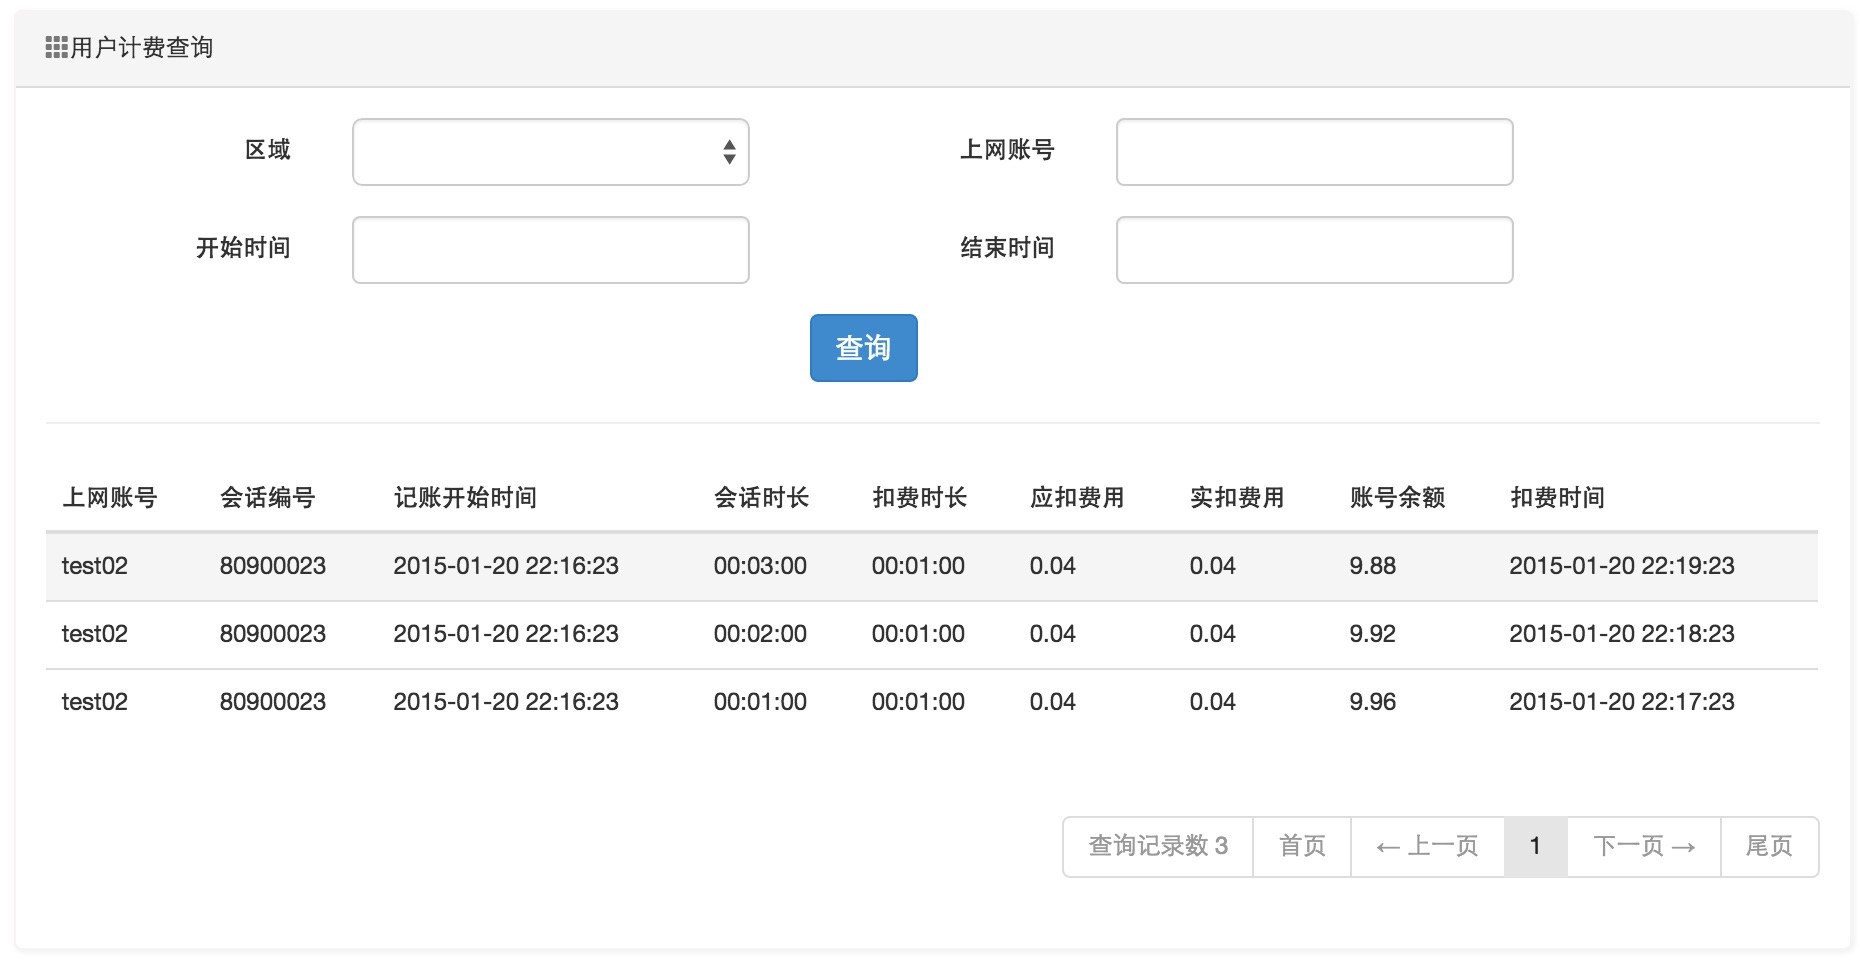 用户计费查询
区域 上网账号
开始时间 结束时间
查询
上网账号 会话编号 记账开始时间 会话时长 扣费时长 应扣费用 实扣费用 账号余额 扣费时间
test02 80900023 2015-01-20 22:16:23 00:03:00 00:01:00 0.04 0.04 9.88 2015-01-20 22:19:23
test02 80900023 2015-01-20 22:16:23 00:02:00 00:01:00 0.04 0.04 9.92 2015-01-20 22:18:23
test02 80900023 2015-01-20 22:16:23 00:01:00 00:01:00 0.04 0.04 9.96 2015-01-20 22:17:23
查询记录数 3 首页 ← 上一页 1 下一页 → 尾页